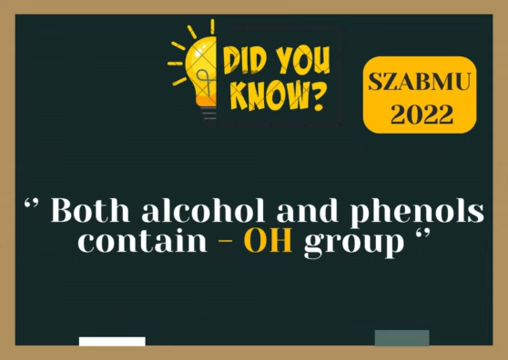 DID YOU
KNOW?
SZABMU
2022
‘’ Both alcohol and phenols
contain - OH group ‘’